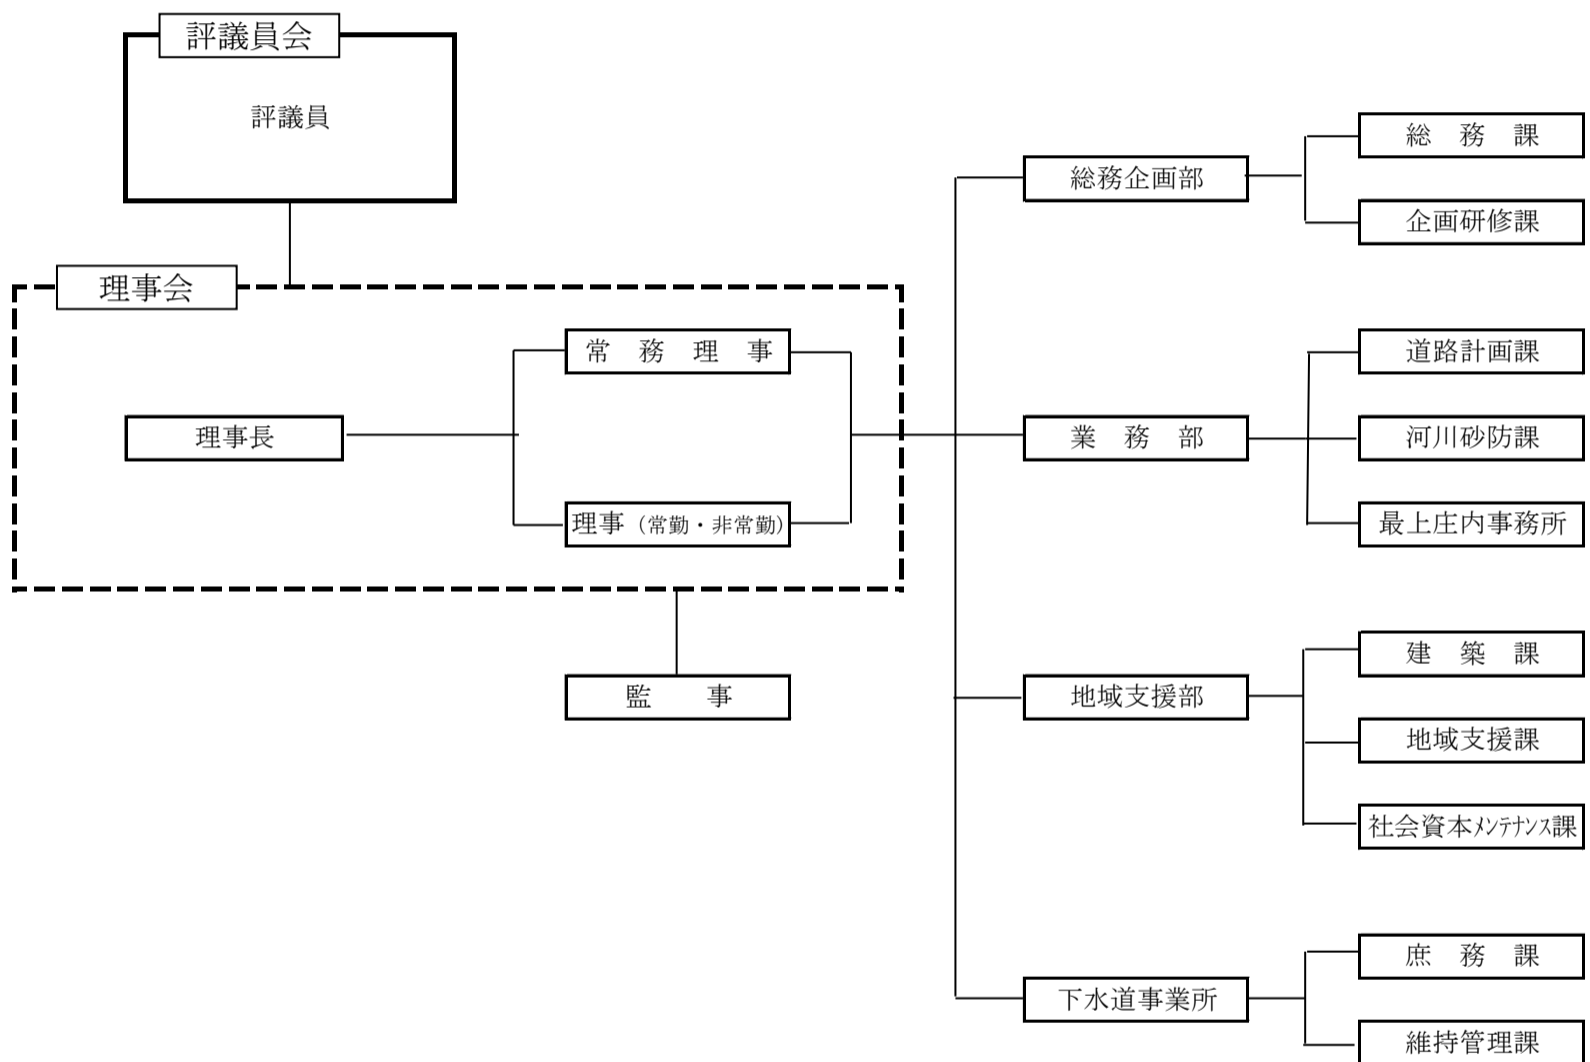 評議員会
評議員
理事会
理事長
常　務　理　事
理事（常勤・非常勤）
監　　事
総務企画部
総　務　課
企画研修課
業　務　部
道路計画課
河川砂防課
最上庄内事務所
地域支援部
建　築　課
地域支援課
社会資本ﾒﾝﾃﾅﾝｽ課
下水道事業所
庶　務　課
維持管理課